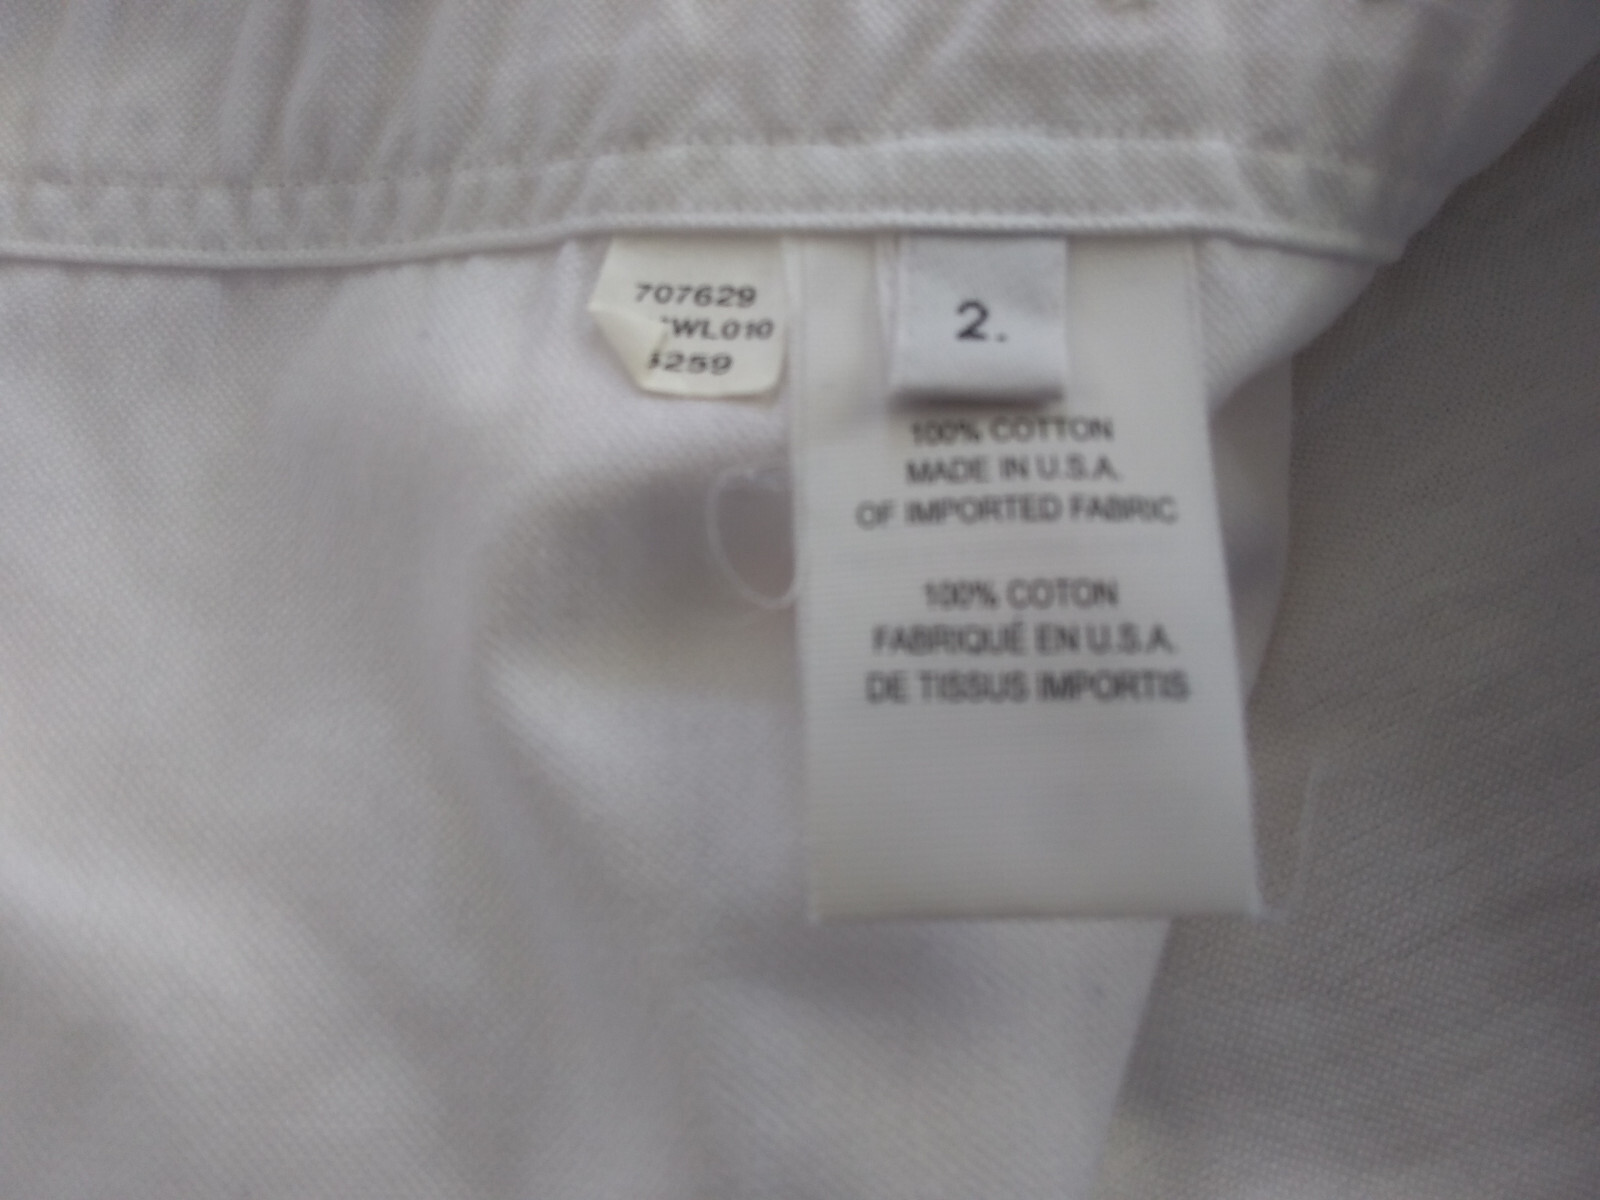 707629
WL010
259
2.
100% COTTON
MADE IN U.S.A.
OF IMPORTED FABRIC
100% COTON
FABRIQUÉ EN U.S.A.
DE TISSUS IMPORTIS